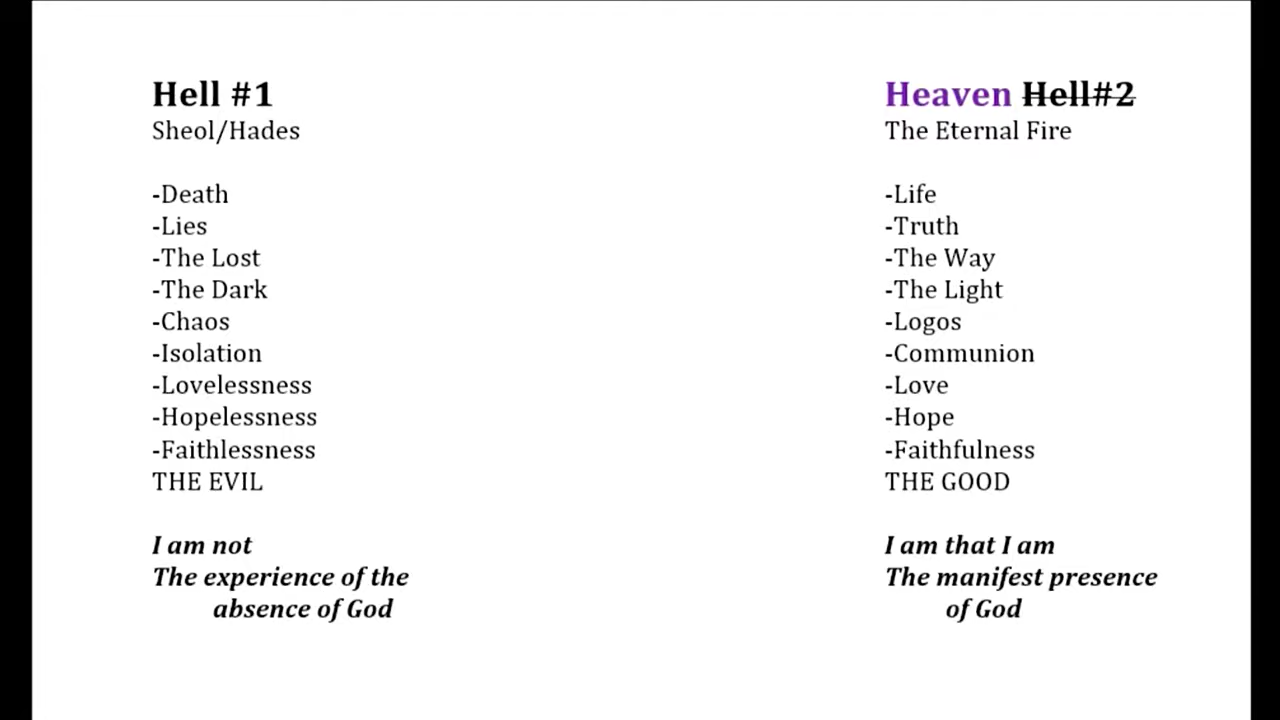 Hell #1
Sheol/Hades
-Death
-Lies
-The Lost
-The Dark
-Chaos
-Isolation
-Lovelessness
-Hopelessness
-Faithlessness
THE EVIL
I am not
The experience of the
absence of God
Heaven Hell#2
The Eternal Fire
-Life
-Truth
-The Way
-The Light
-Logos
-Communion
-Love
-Hope
-Faithfulness
THE GOOD
I am that I am
The manifest presence
of God